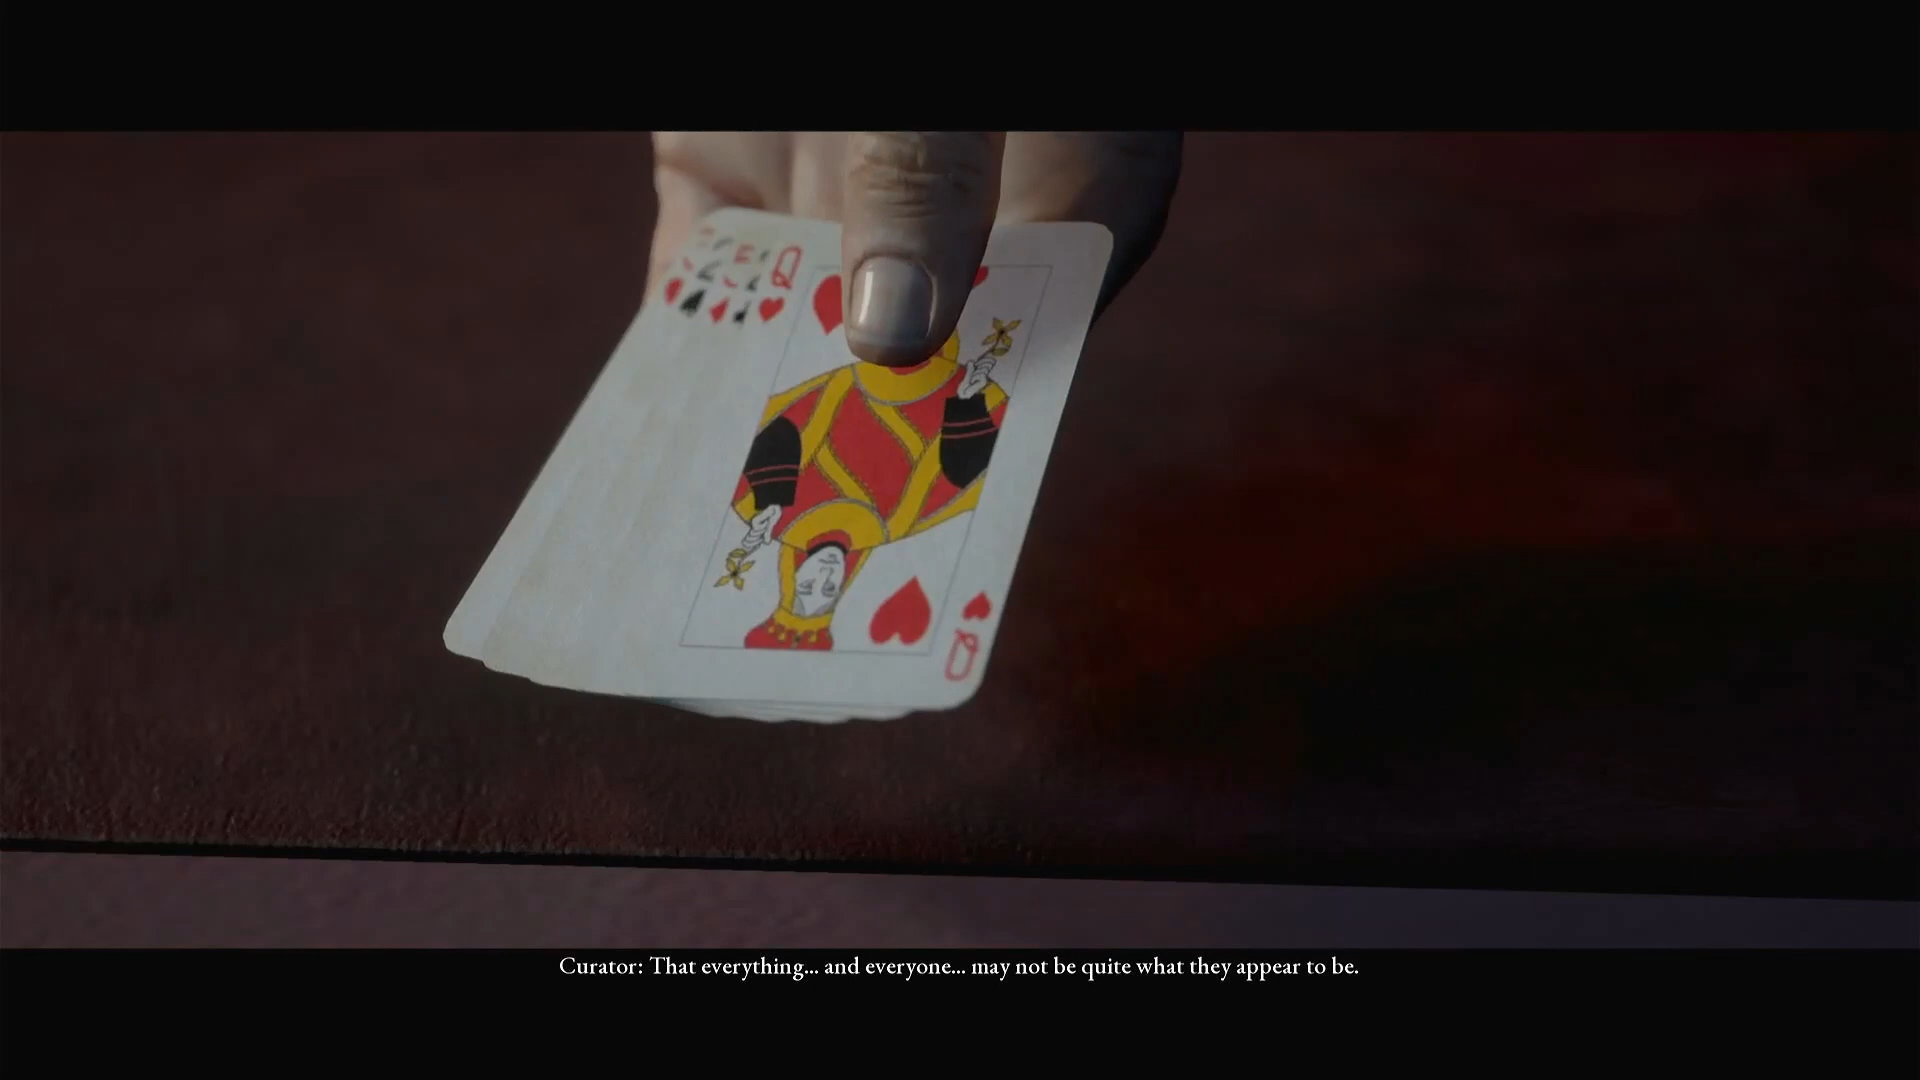 Q
Q
Curator: That everything... and everyone... may not be quite what they appear to be.